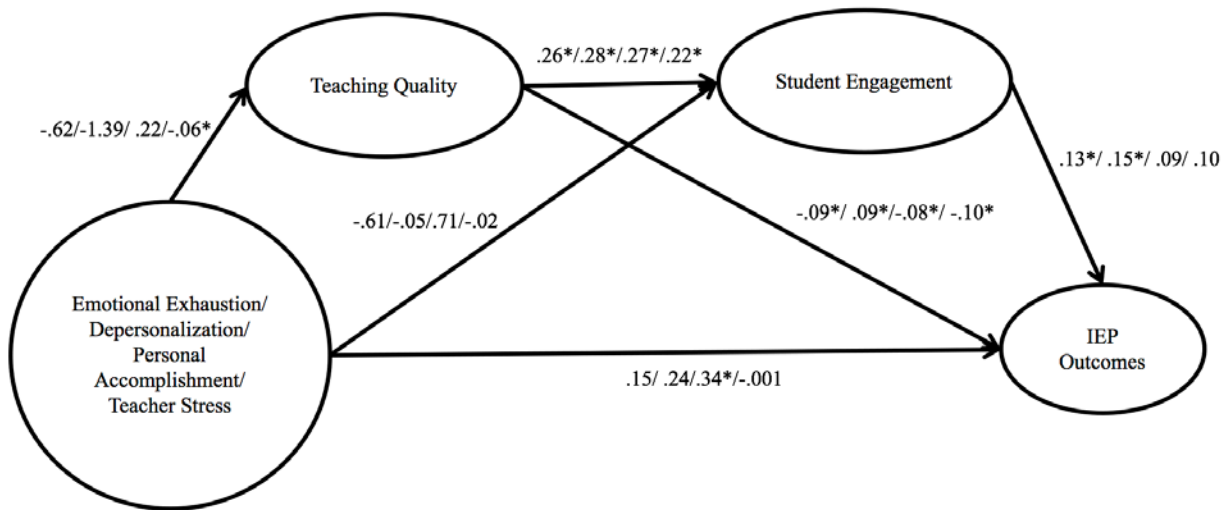 .26*/.28*/.27*/.22*
Teaching Quality
Student Engagement
-.62/-1.39/ .22/-.06*
.13*/ .15*/ .09/ .10
-.61/-.05/.71/-.02
-.09*/ .09*/-.08*/ -.10*
Emotional Exhaustion/
Depersonalization/
Personal
Accomplishment/
Teacher Stress
IEP
Outcomes
.15/ .24/.34*/-.001